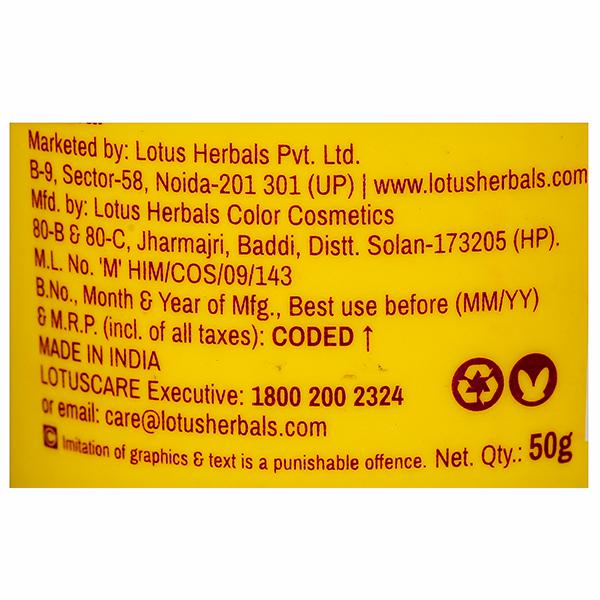 Marketed by: Lotus Herbals Pvt. Ltd.
B-9, Sector-58, Noida-201 301 (UP) | www.lotusherbals.com
Mfd. by: Lotus Herbals Color Cosmetics
80-B & 80-C, Jharmajri, Baddi, Distt. Solan-173205 (HP).
M.L. No. 'M' HIM/COS/09/143
B.No., Month & Year of Mfg., Best use before (MM/YY)
& M.R.P. (incl. of all taxes): CODED ↑
MADE IN INDIA
LOTUSCARE Executive: 1800 200 2324
or email: care@lotusherbals.com
© Imitation of graphics & text is a punishable offence. Net. Qty.: 50g